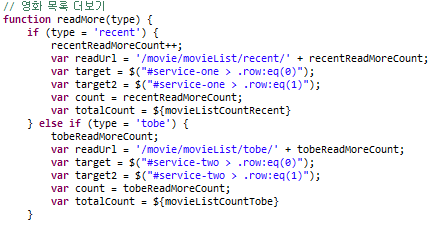 // 영화 목록 더보기
function readMore(type) {
    if (type = 'recent') {
        recentReadMoreCount++;
        var readUrl = '/movie/movieList/recent/' + recentReadMoreCount;
        var target = $("#service-one > .row:eq(0)");
        var target2 = $("#service-one > .row:eq(1)");
        var count = recentReadMoreCount;
        var totalCount = ${movieListCountRecent}
    } else if (type = 'tobe') {
        tobeReadMoreCount;
        var readUrl = '/movie/movieList/tobe/' + tobeReadMoreCount;
        var target = $("#service-two > .row:eq(0)");
        var target2 = $("#service-two > .row:eq(1)");
        var count = tobeReadMoreCount;
        var totalCount = ${movieListCountTobe}
    }